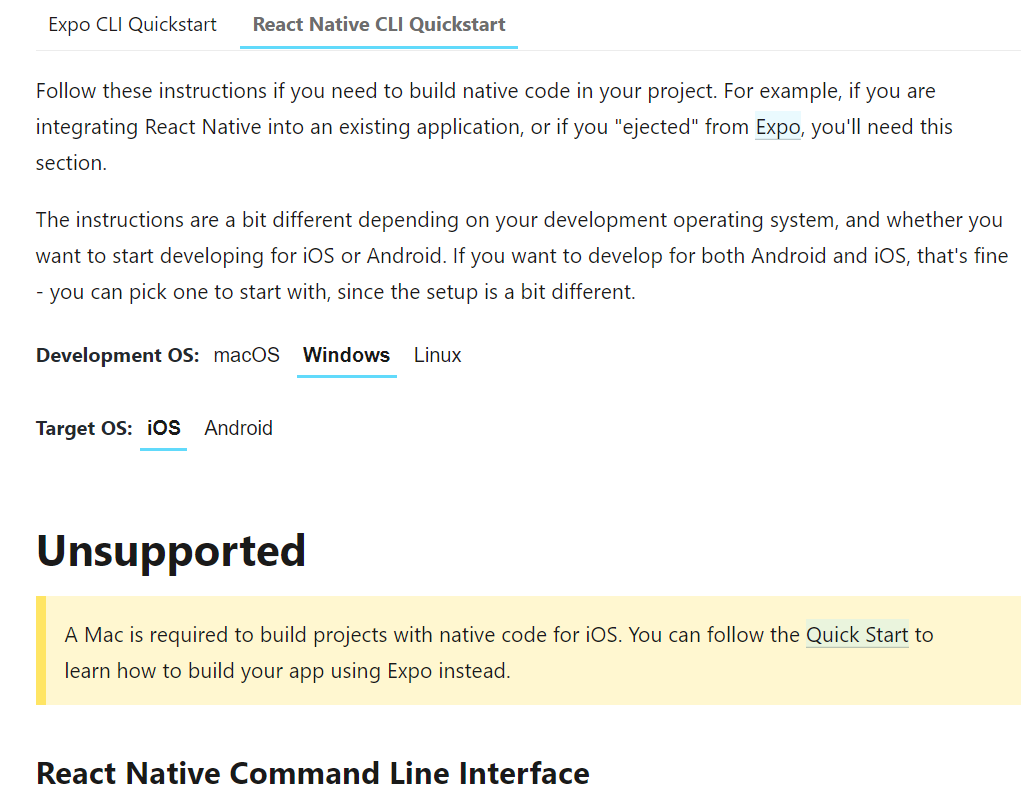 Expo CLI Quickstart React Native CLI Quickstart
Follow these instructions if you need to build native code in your project. For example, if you are
integrating React Native into an existing application, or if you "ejected" from Expo, you'll need this
section.
The instructions are a bit different depending on your development operating system, and whether you
want to start developing for iOS or Android. If you want to develop for both Android and iOS, that's fine
- you can pick one to start with, since the setup is a bit different.
Development OS: macOS Windows Linux
Target OS: iOS Android
Unsupported
A Mac is required to build projects with native code for iOS. You can follow the Quick Start to
learn how to build your app using Expo instead.
React Native Command Line Interface